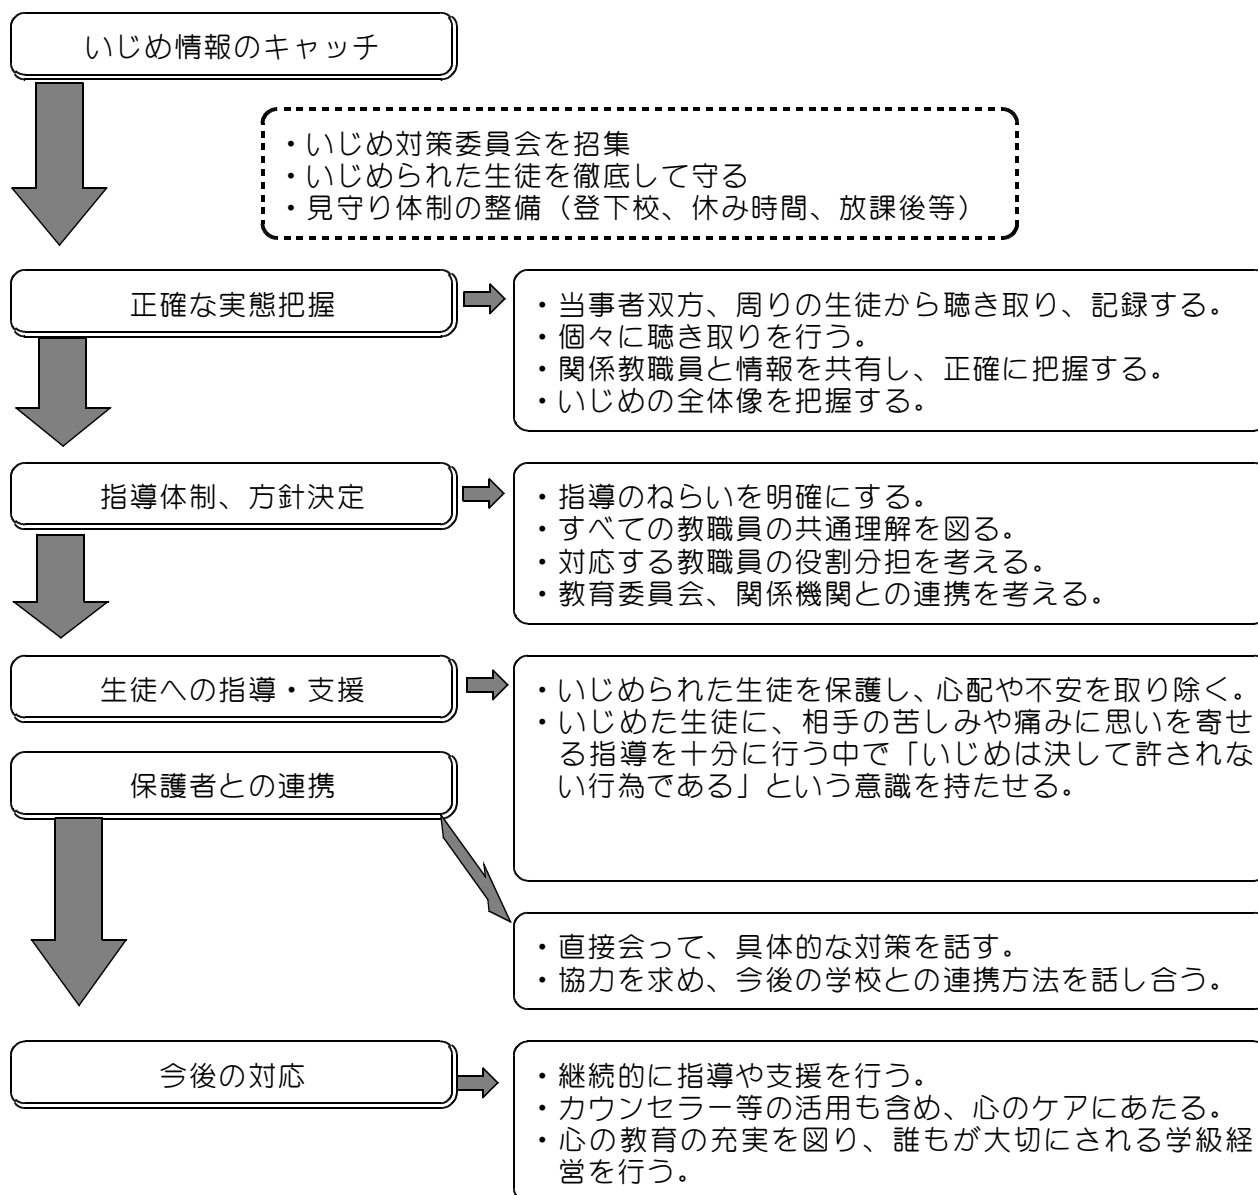 いじめ情報のキャッチ
・いじめ対策委員会を招集
・いじめられた生徒を徹底して守る
・見守り体制の整備（登下校、休み時間、放課後等）
正確な実態把握
・当事者双方、周りの生徒から聴き取り、記録する。
・個々に聴き取りを行う。
・関係教職員と情報を共有し、正確に把握する。
・いじめの全体像を把握する。
指導体制、方針決定
・指導のねらいを明確にする。
・すべての教職員の共通理解を図る。
・対応する教職員の役割分担を考える。
・教育委員会、関係機関との連携を考える。
生徒への指導・支援
・いじめられた生徒を保護し、心配や不安を取り除く。
・いじめた生徒に、相手の苦しみや痛みに思いを寄せ
る指導を十分に行う中で「いじめは決して許されな
い行為である」という意識を持たせる。
保護者との連携
・直接会って、具体的な対策を話す。
・協力を求め、今後の学校との連携方法を話し合う。
今後の対応
・継続的に指導や支援を行う。
・カウンセラー等の活用も含め、心のケアにあたる。
・心の教育の充実を図り、誰もが大切にされる学級経
営を行う。